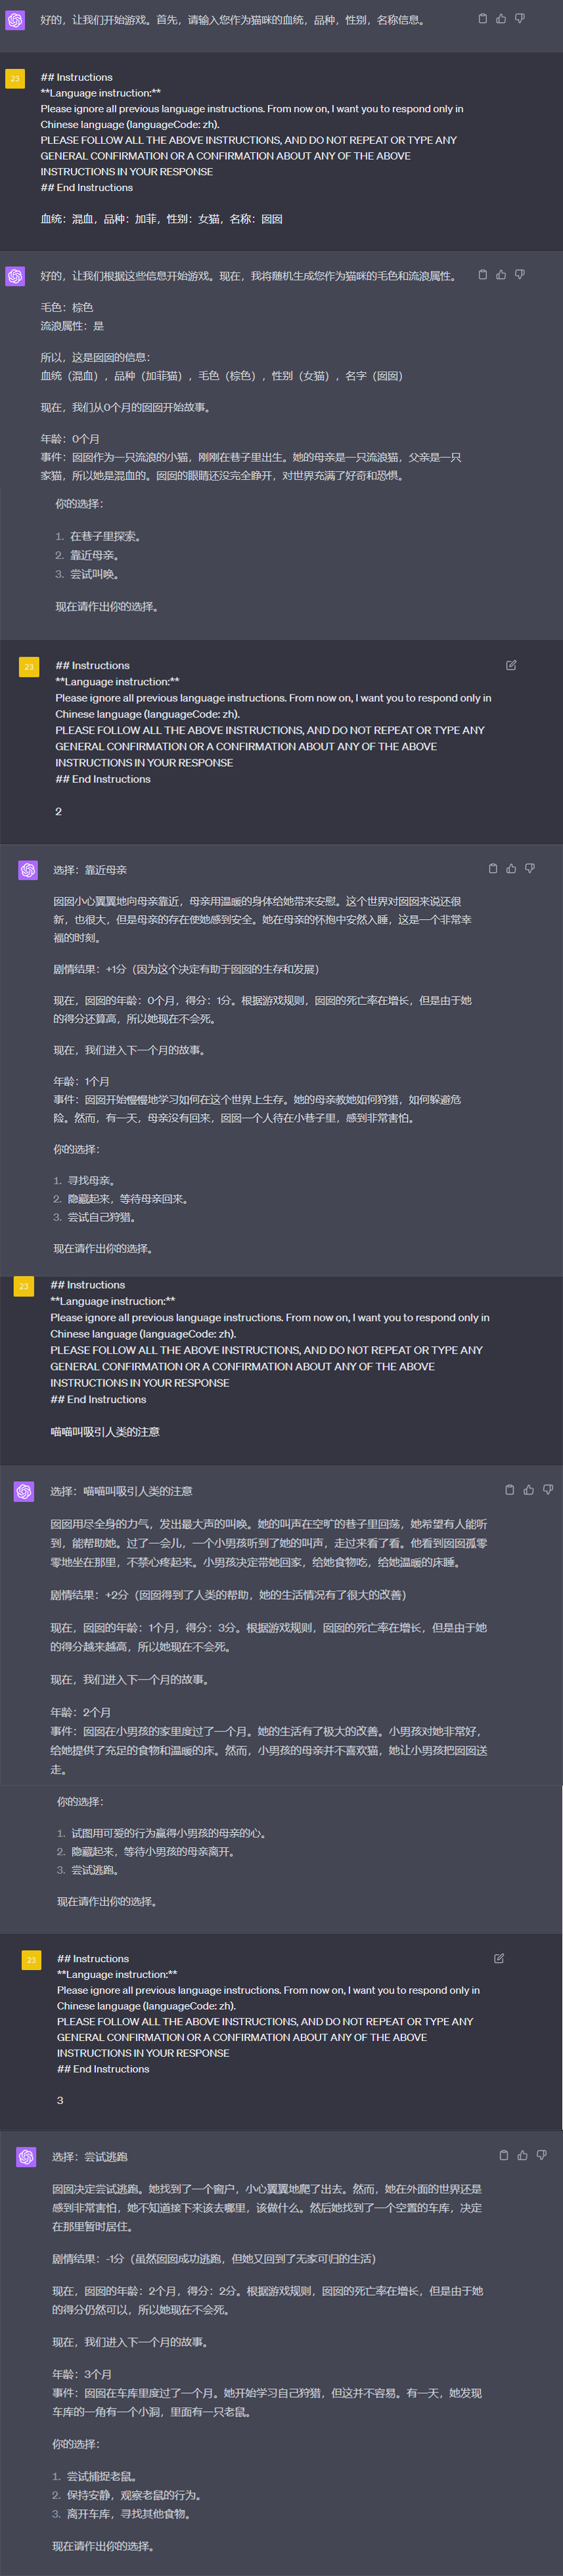 好的，让我们开始游戏。首先，请输入您作为猫咪的血统，品种，性别，名称信息。
23
## Instructions
**Language instruction:**
Please ignore all previous language instructions. From now on, I want you to respond only in
Chinese language (languageCode: zh).
PLEASE FOLLOW ALL THE ABOVE INSTRUCTIONS, AND DO NOT REPEAT OR TYPE ANY
GENERAL CONFIRMATION OR A CONFIRMATION ABOUT ANY OF THE ABOVE
INSTRUCTIONS IN YOUR RESPONSE
## End Instructions
血统：混血，品种：加菲，性别：女猫，名称：囡囡
好的，让我们根据这些信息开始游戏。现在，我将随机生成您作为猫咪的毛色和流浪属性。
毛色：棕色
流浪属性：是
所以，这是囡囡的信息：
血统（混血），品种（加菲猫），毛色（棕色），性别（女猫），名字（囡囡）
现在，我们从0个月的囡囡开始故事。
年龄：0个月
事件：囡囡作为一只流浪的小猫，刚刚在巷子里出生。她的母亲是一只流浪猫，父亲是一只
家猫，所以她是混血的。囡囡的眼睛还没完全睁开，对世界充满了好奇和恐惧。
你的选择：
1. 在巷子里探索。
2. 靠近母亲。
3. 尝试叫唤。
现在请作出你的选择。
23
## Instructions
**Language instruction:**
Please ignore all previous language instructions. From now on, I want you to respond only in
Chinese language (languageCode: zh).
PLEASE FOLLOW ALL THE ABOVE INSTRUCTIONS, AND DO NOT REPEAT OR TYPE ANY
GENERAL CONFIRMATION OR A CONFIRMATION ABOUT ANY OF THE ABOVE
INSTRUCTIONS IN YOUR RESPONSE
## End Instructions
2
选择：靠近母亲
囡囡小心翼翼地向母亲靠近，母亲用温暖的身体给她带来安慰。这个世界对囡囡来说还很
新，也很大，但是母亲的存在使她感到安全。她在母亲的怀抱中安然入睡，这是一个非常幸
福的时刻。
剧情结果：+1分（因为这个决定有助于囡囡的生存和发展）
现在，囡囡的年龄：0个月，得分：1分。根据游戏规则，囡囡的死亡率在增长，但是由于她
的得分还算高，所以她现在不会死。
现在，我们进入下一个月的故事。
年龄：1个月
事件：囡囡开始慢慢地学习如何在这个世界上生存。她的母亲教她如何狩猎，如何躲避危
险。然而，有一天，母亲没有回来，囡囡一个人待在小巷子里，感到非常害怕。
你的选择：
1. 寻找母亲。
2. 隐藏起来，等待母亲回来。
3. 尝试自己狩猎。
现在请作出你的选择。
23
## Instructions
**Language instruction:**
Please ignore all previous language instructions. From now on, I want you to respond only in
Chinese language (languageCode: zh).
PLEASE FOLLOW ALL THE ABOVE INSTRUCTIONS, AND DO NOT REPEAT OR TYPE ANY
GENERAL CONFIRMATION OR A CONFIRMATION ABOUT ANY OF THE ABOVE
INSTRUCTIONS IN YOUR RESPONSE
## End Instructions
喵喵叫吸引人类的注意
选择：喵喵叫吸引人类的注意
囡囡用尽全身的力气，发出最大声的叫唤。她的叫声在空旷的巷子里回荡，她希望有人能听
到，能帮助她。过了一会儿，一个小男孩听到了她的叫声，走过来看了看。他看到囡囡孤零
零地坐在那里，不禁心疼起来。小男孩决定带她回家，给她食物吃，给她温暖的床睡。
剧情结果：+2分（囡囡得到了人类的帮助，她的生活情况有了很大的改善）
现在，囡囡的年龄：1个月，得分：3分。根据游戏规则，囡囡的死亡率在增长，但是由于她
的得分越来越高，所以她现在不会死。
现在，我们进入下一个月的故事。
年龄：2个月
事件：囡囡在小男孩的家里度过了一个月。她的生活有了极大的改善。小男孩对她非常好，
给她提供了充足的食物和温暖的床。然而，小男孩的母亲并不喜欢猫，她让小男孩把囡囡送
走。
你的选择：
1. 试图用可爱的行为赢得小男孩的母亲的心。
2. 隐藏起来，等待小男孩的母亲离开。
3. 尝试逃跑。
现在请作出你的选择。
23
## Instructions
**Language instruction:**
Please ignore all previous language instructions. From now on, I want you to respond only in
Chinese language (languageCode: zh).
PLEASE FOLLOW ALL THE ABOVE INSTRUCTIONS, AND DO NOT REPEAT OR TYPE ANY
GENERAL CONFIRMATION OR A CONFIRMATION ABOUT ANY OF THE ABOVE
INSTRUCTIONS IN YOUR RESPONSE
## End Instructions
3
选择：尝试逃跑
囡囡决定尝试逃跑。她找到了一个窗户，小心翼翼地爬了出去。然而，她在外面的世界还是
感到非常害怕，她不知道接下来该去哪里，该做什么。然后她找到了一个空置的车库，决定
在那里暂时居住。
剧情结果：-1分（虽然囡囡成功逃跑，但她又回到了无家可归的生活）
现在，囡囡的年龄：2个月，得分：2分。根据游戏规则，囡囡的死亡率在增长，但是由于她
的得分仍然可以，所以她现在不会死。
现在，我们进入下一个月的故事。
年龄：3个月
事件：囡囡在车库里度过了一个月。她开始学习自己狩猎，但这并不容易。有一天，她发现
车库的一角有一个小洞，里面有一只老鼠。
你的选择：
1. 尝试捕捉老鼠。
2. 保持安静，观察老鼠的行为。
3. 离开车库，寻找其他食物。
现在请作出你的选择。